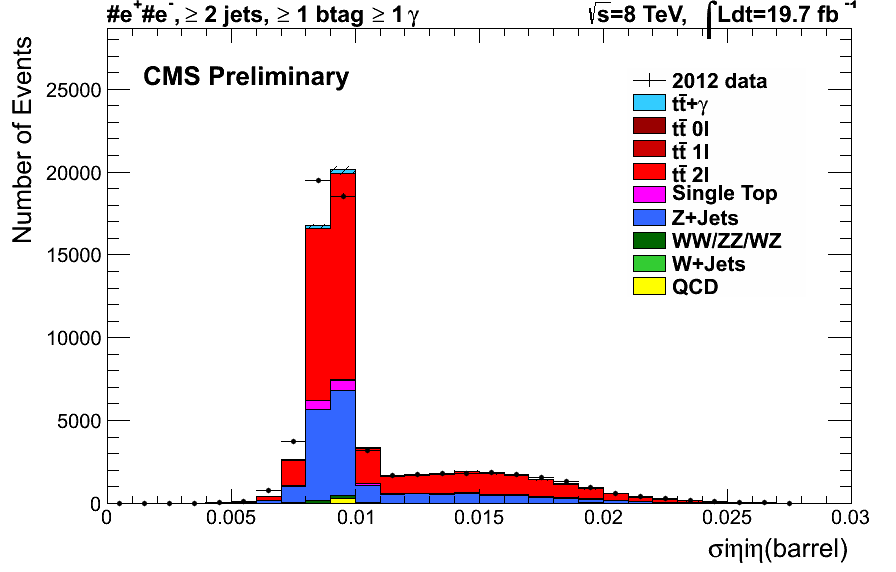 #e⁺#e⁻, ≥ 2 jets, ≥ 1 btag ≥ 1 γ
√s=8 TeV, ∫Ldt=19.7 fb⁻¹
CMS Preliminary
Number of Events
2012 data
tt̄+γ
tt̄ 0l
tt̄ 1l
tt̄ 2l
Single Top
Z+Jets
WW/ZZ/WZ
W+Jets
QCD
25000
20000
15000
10000
5000
0
0 0.005 0.01 0.015 0.02 0.025 0.03
σiηiη(barrel)